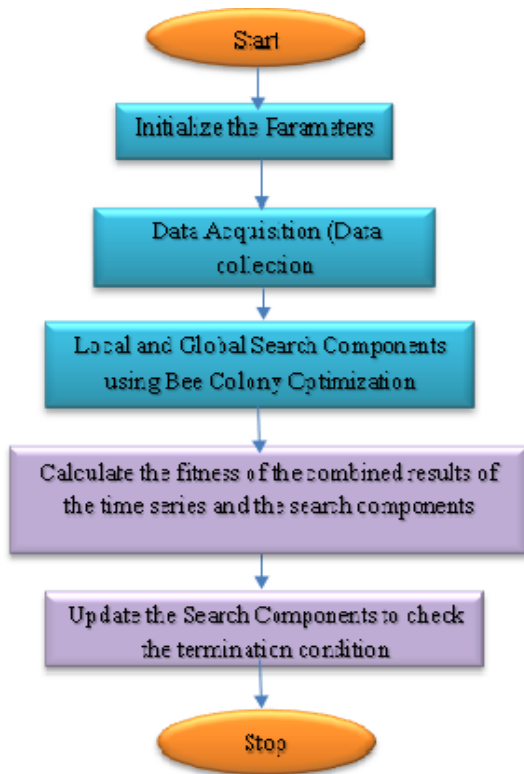 Start
Initialize the Parameters
Data Acquisition (Data
collection
Local and Global Search Components
using Bee Colony Optimization
Calculate the fitness of the combined results of
the time series and the search components
Update the Search Components to check
the termination condition
Stop